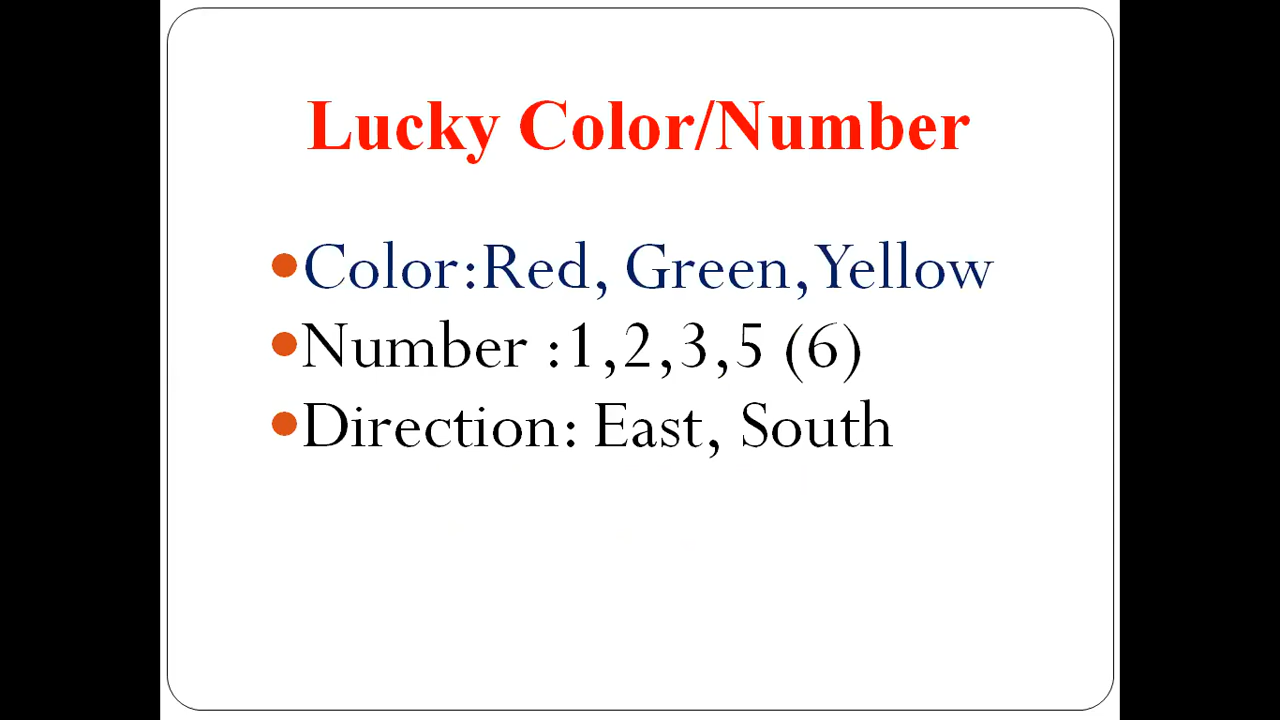 Lucky Color/Number
•Color:Red, Green,Yellow
•Number :1,2,3,5 (6)
•Direction: East, South